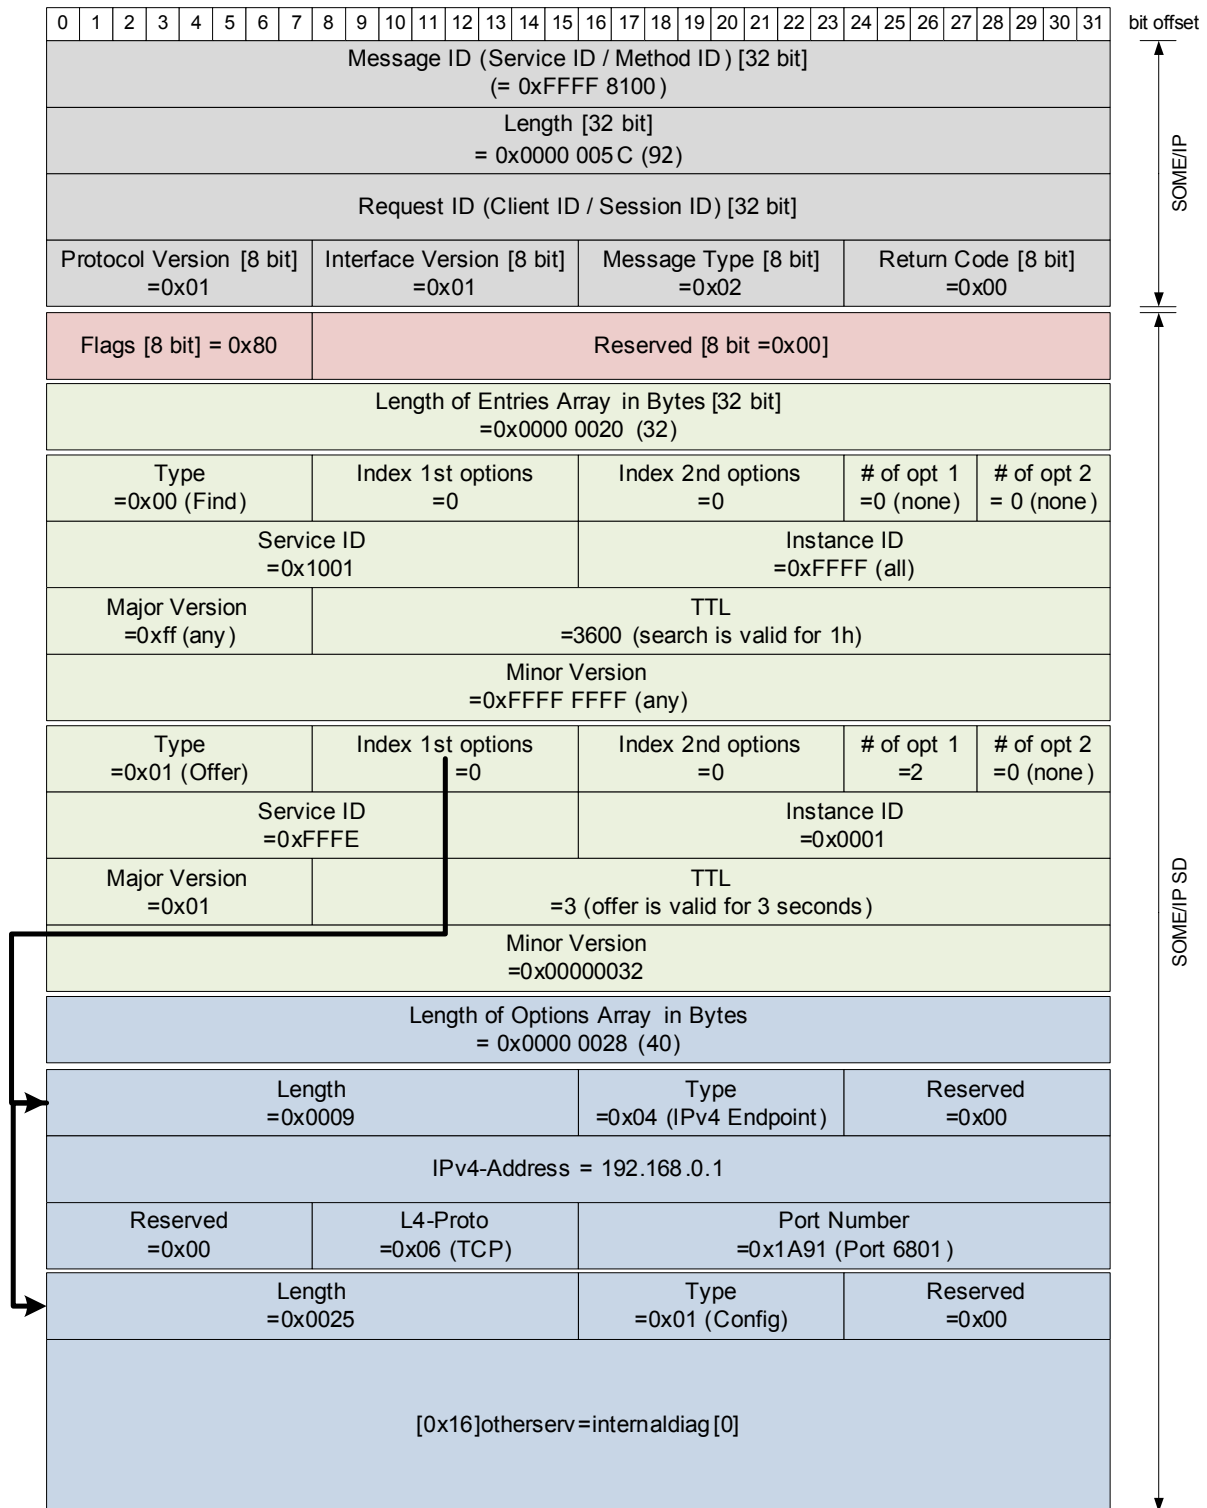 0 1 2 3 4 5 6 7 8 9 10 11 12 13 14 15 16 17 18 19 20 21 22 23 24 25 26 27 28 29 30 31 bit offset
Message ID (Service ID / Method ID) [32 bit]
(= 0xFFFF 8100)
Length [32 bit]
= 0x0000 005C (92)
Request ID (Client ID / Session ID) [32 bit]
SOME/IP
Protocol Version [8 bit] Interface Version [8 bit] Message Type [8 bit] Return Code [8 bit]
=0x01 =0x01 =0x02 =0x00
Flags [8 bit] = 0x80 Reserved [8 bit =0x00]
Length of Entries Array in Bytes [32 bit]
=0x0000 0020 (32)
Type Index 1st options Index 2nd options # of opt 1 # of opt 2
=0x00 (Find) =0 =0 =0 (none) = 0 (none)
Service ID Instance ID
=0x1001 =0xFFFF (all)
Major Version TTL
=0xff (any) =3600 (search is valid for 1h)
Minor Version
=0xFFFF FFFF (any)
Type Index 1st options Index 2nd options # of opt 1 # of opt 2
=0x01 (Offer) =0 =0 =2 =0 (none)
Service ID Instance ID
=0xFFFE =0x0001
Major Version TTL
=0x01 =3 (offer is valid for 3 seconds)
SOME/IP SD
Minor Version
=0x00000032
Length of Options Array in Bytes
= 0x0000 0028 (40)
Length Type Reserved
=0x0009 =0x04 (IPv4 Endpoint) =0x00
IPv4-Address = 192.168.0.1
Reserved L4-Proto Port Number
=0x00 =0x06 (TCP) =0x1A91 (Port 6801)
Length Type Reserved
=0x0025 =0x01 (Config) =0x00
[0x16]otherserv=internaldiag[0]